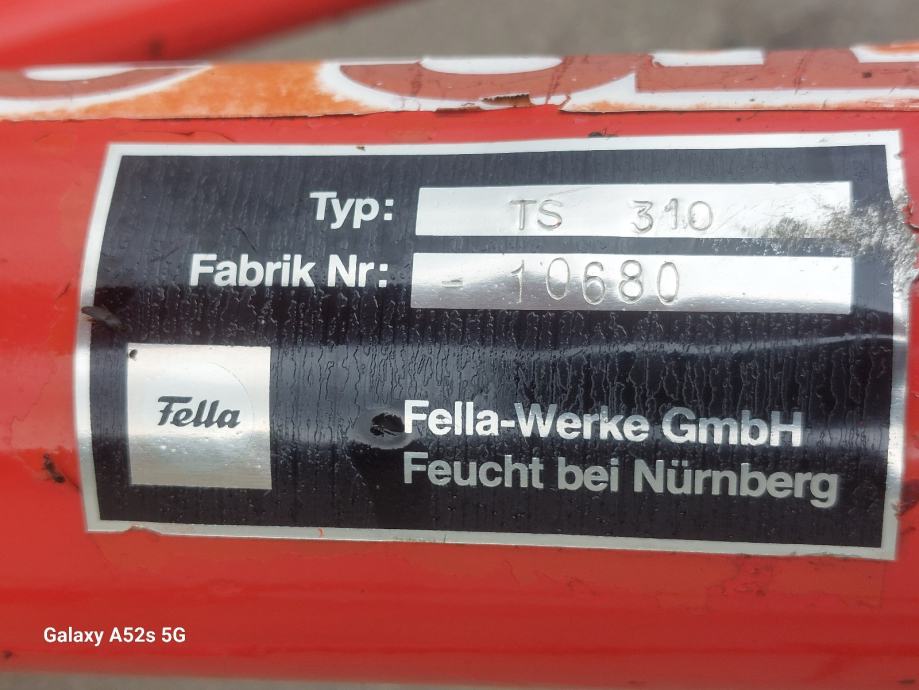 Typ: TS 310
Fabrik Nr: - 10680
Fella
Fella-Werke GmbH
Feucht bei Nürnberg
Galaxy A52s 5G